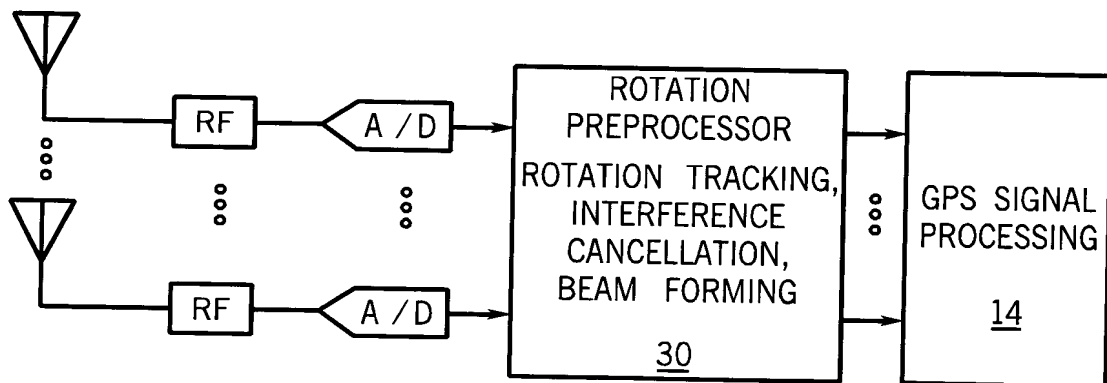 RF
A/D
ROTATION
PREPROCESSOR
ROTATION TRACKING,
INTERFERENCE
CANCELLATION,
BEAM FORMING
30
RF
A/D
GPS SIGNAL
PROCESSING
14